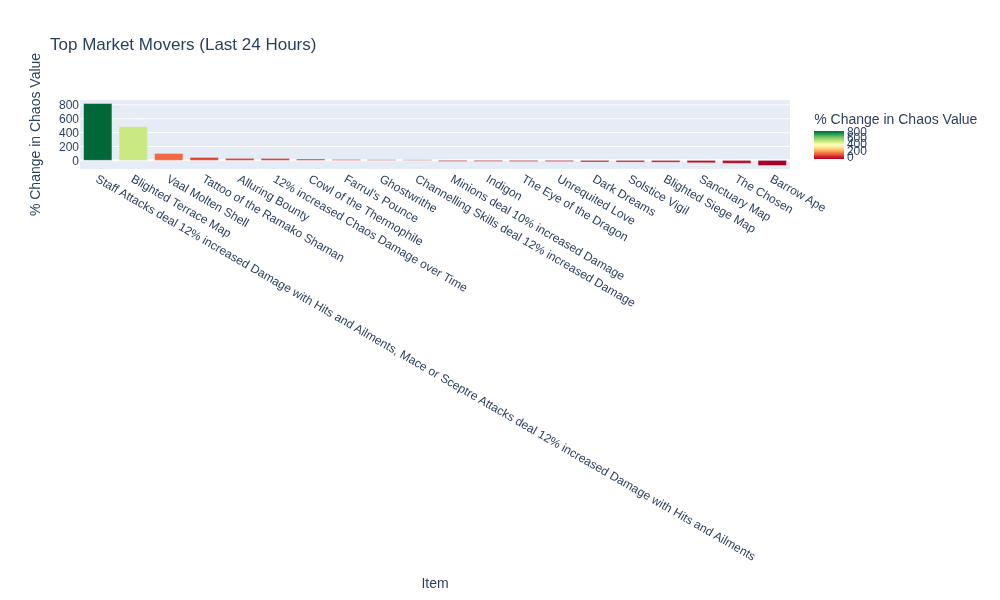 Top Market Movers (Last 24 Hours)
% Change in Chaos Value
800
600
400
200
0
Staff Attacks deal 12% increased Damage with Hits and Ailments, Mace or Sceptre Attacks deal 12% increased Damage with Hits and Ailments
Blighted Terrace Map
Vaal Molten Shell
Tattoo of the Ramako Shaman
Alluring Bounty
12% increased Chaos Damage over Time
Cowl of the Thermophile
Farrul's Pounce
Ghostwrithe
Channelling Skills deal 12% increased Damage
Minions deal 10% increased Damage
Indigon
The Eye of the Dragon
Unrequited Love
Dark Dreams
Solstice Vigil
Blighted Siege Map
Sanctuary Map
The Chosen
Barrow Ape
Item
% Change in Chaos Value
800
600
400
200
0